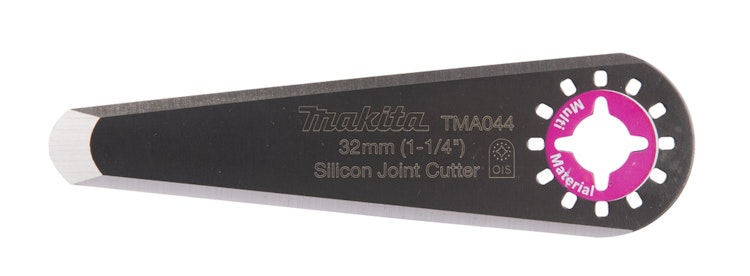 makita TMA044
32mm (1-1/4")
Silicon Joint Cutter
OIS
Multi
Material